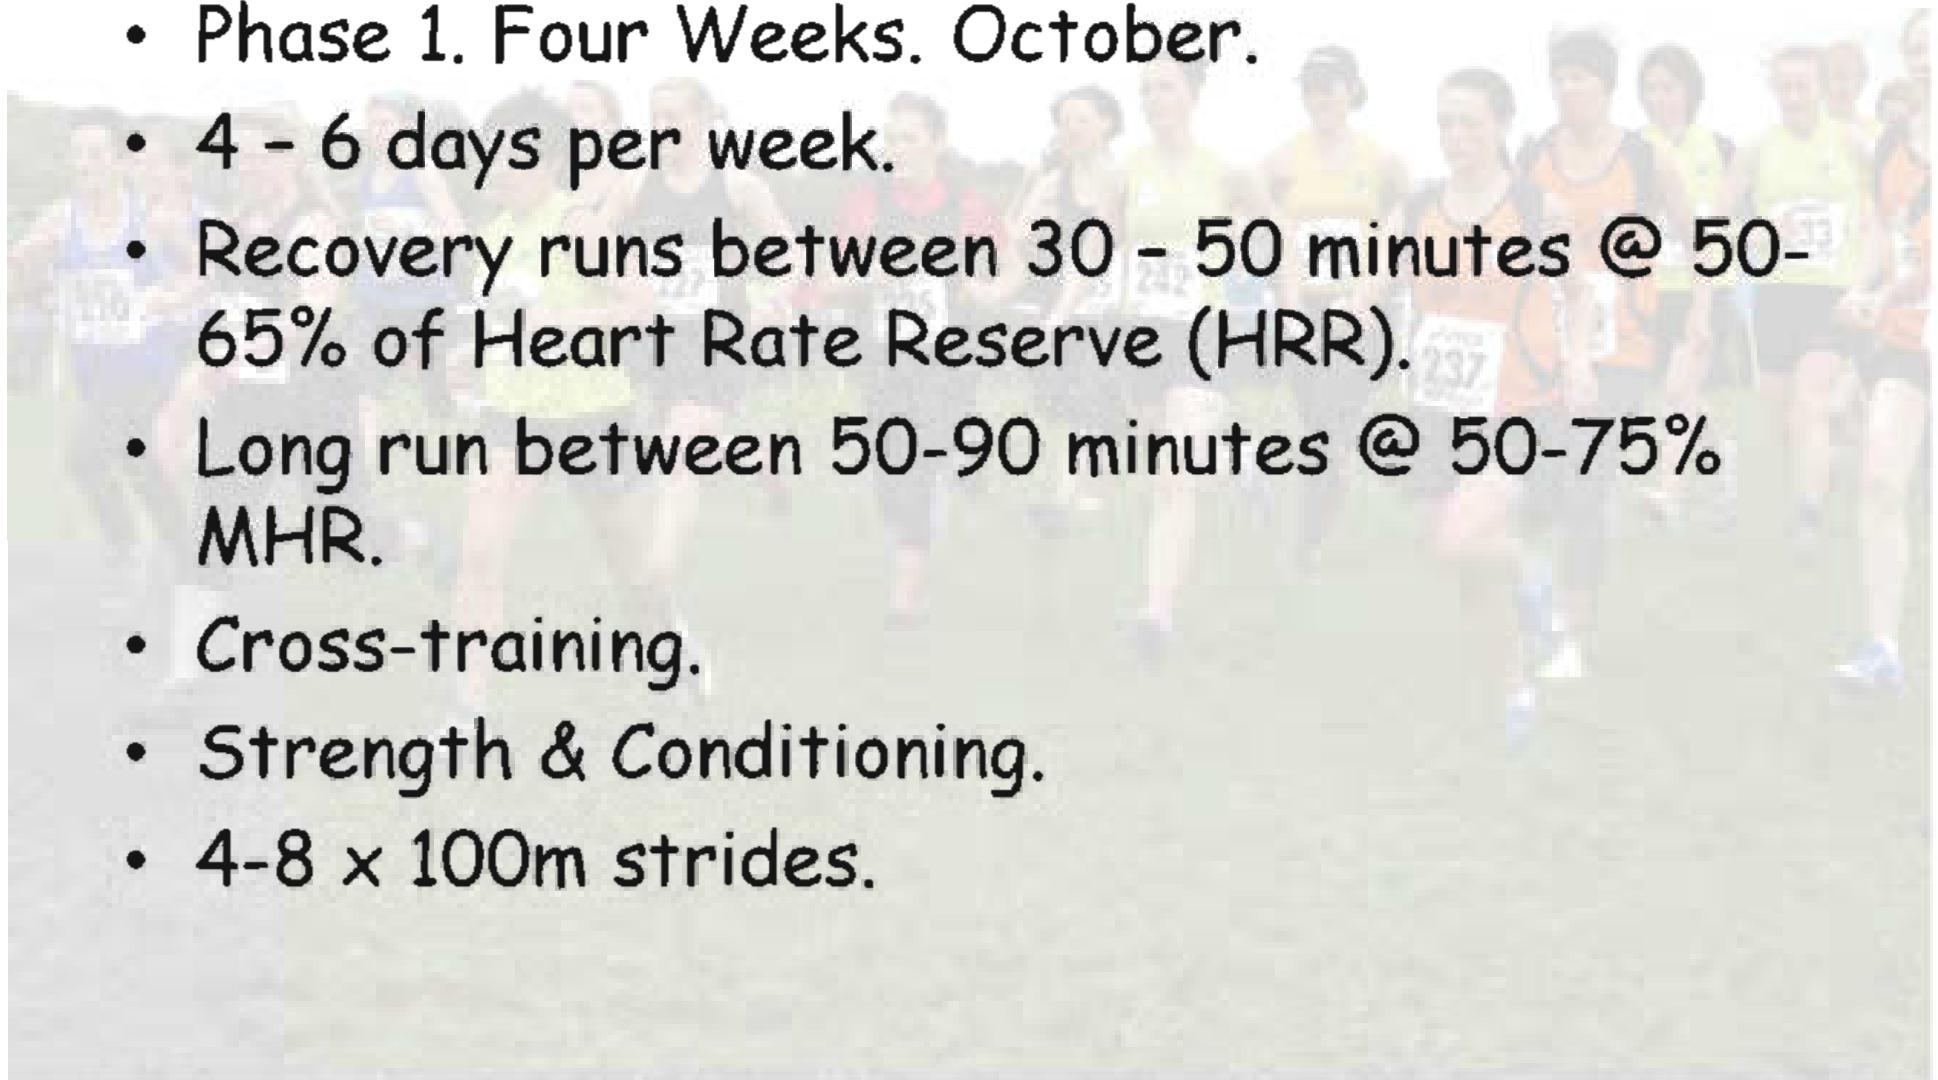 • Phase 1. Four Weeks. October.
• 4 – 6 days per week.
• Recovery runs between 30 – 50 minutes @ 50-
65% of Heart Rate Reserve (HRR).
• Long run between 50-90 minutes @ 50-75%
MHR.
• Cross-training.
• Strength & Conditioning.
• 4-8 x 100m strides.
237